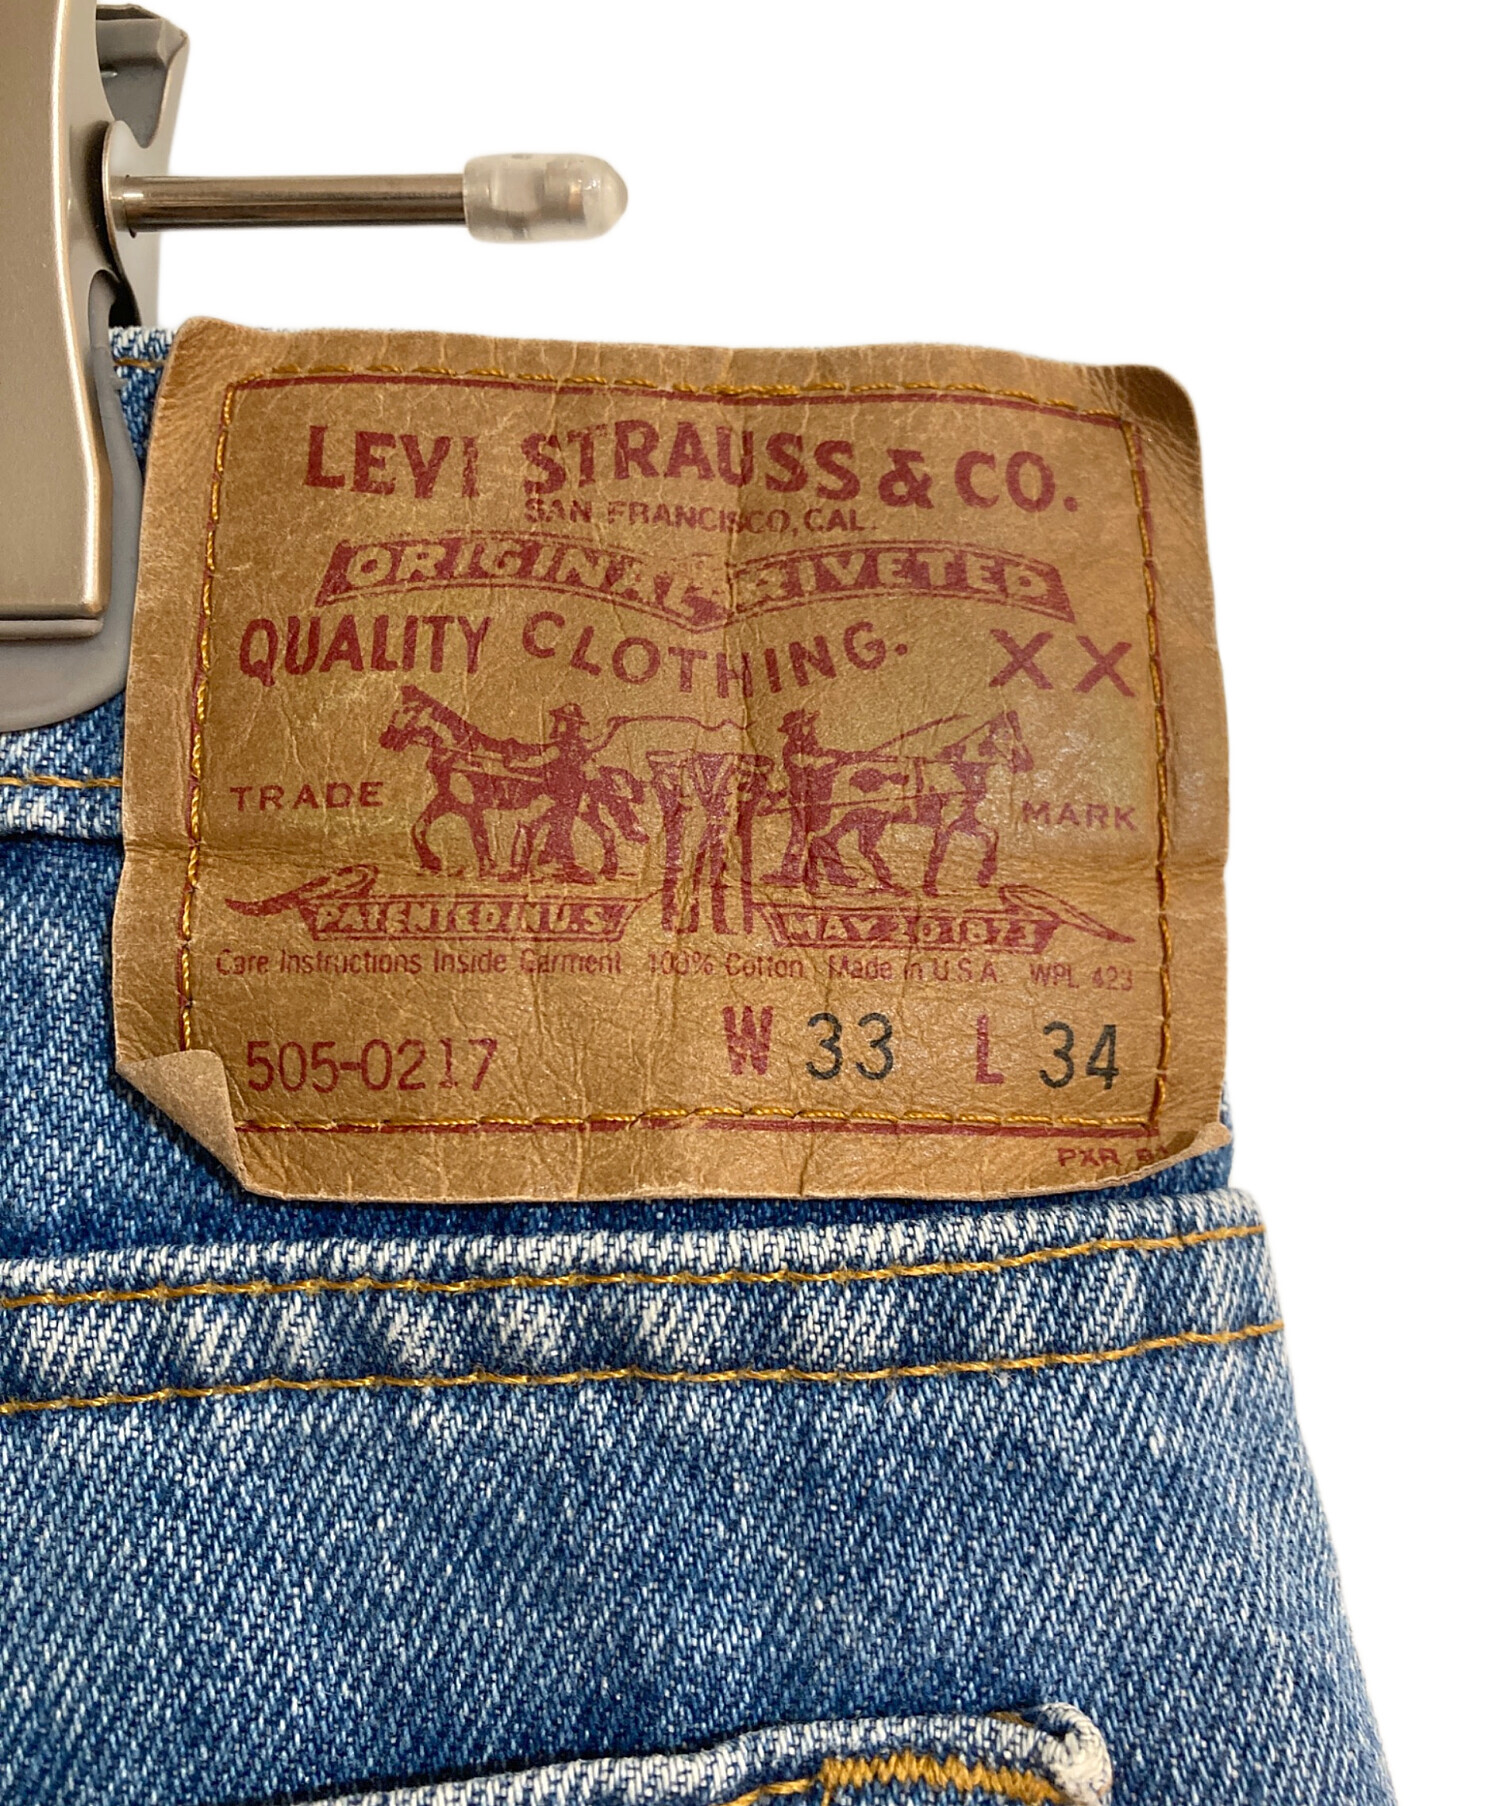 LEVI STRAUSS & CO.
SAN FRANCISCO, CAL.
ORIGINAL RIVETED
QUALITY CLOTHING. XX
TRADE MARK
PATENTED IN U.S. MAY 20 1873
Care Instructions Inside Garment 100% Cotton Made in U.S.A. WPL 423
505-0217 W 33 L 34
PXR